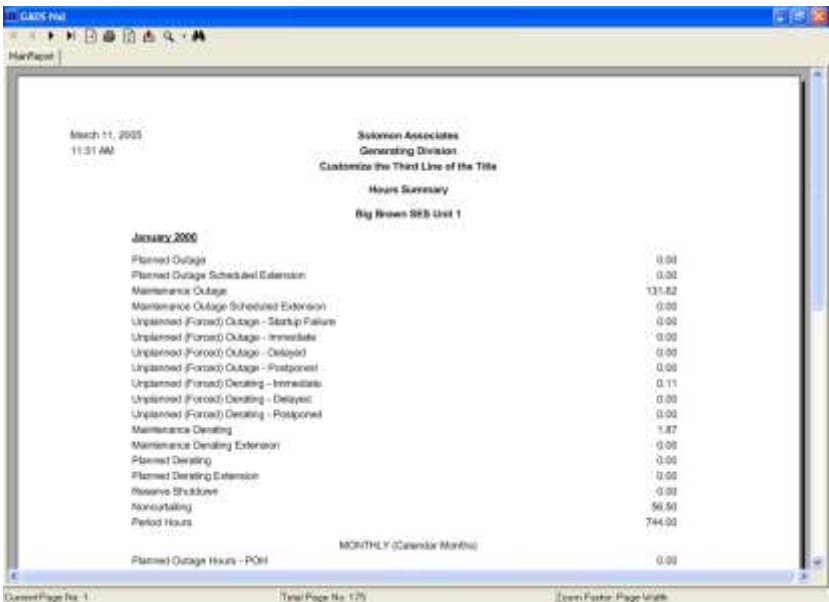 GADS Nxt
MainReport
March 11, 2005
Solomon Associates
11:31 AM
Generating Division
Customize the Third Line of the Title
Hours Summary
Big Brown SES Unit 1
January 2000
Planned Outage 0.00
Planned Outage Scheduled Extension 0.00
Maintenance Outage 131.62
Maintenance Outage Scheduled Extension 0.00
Unplanned (Forced) Outage - Startup Failure 0.00
Unplanned (Forced) Outage - Immediate 0.00
Unplanned (Forced) Outage - Delayed 0.00
Unplanned (Forced) Outage - Postponed 0.00
Unplanned (Forced) Derating - Immediate 0.11
Unplanned (Forced) Derating - Delayed 0.00
Unplanned (Forced) Derating - Postponed 0.00
Maintenance Derating 1.87
Maintenance Derating Extension 0.00
Planned Derating 0.00
Planned Derating Extension 0.00
Reserve Shutdown 0.00
Noncurtailing 56.50
Period Hours 744.00
MONTHLY (Calendar Months)
Planned Outage Hours - POH 0.00
Current Page No: 1 Total Page No: 175 Zoom Factor: Page Width